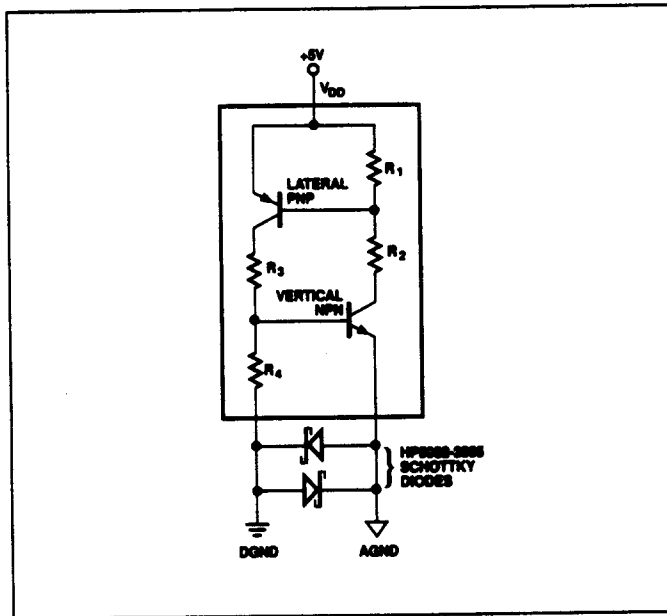 +5V
VDD
R1
LATERAL
PNP
R2
R3
VERTICAL
NPN
R4
SCHOTTKY
DIODES
DGND
AGND